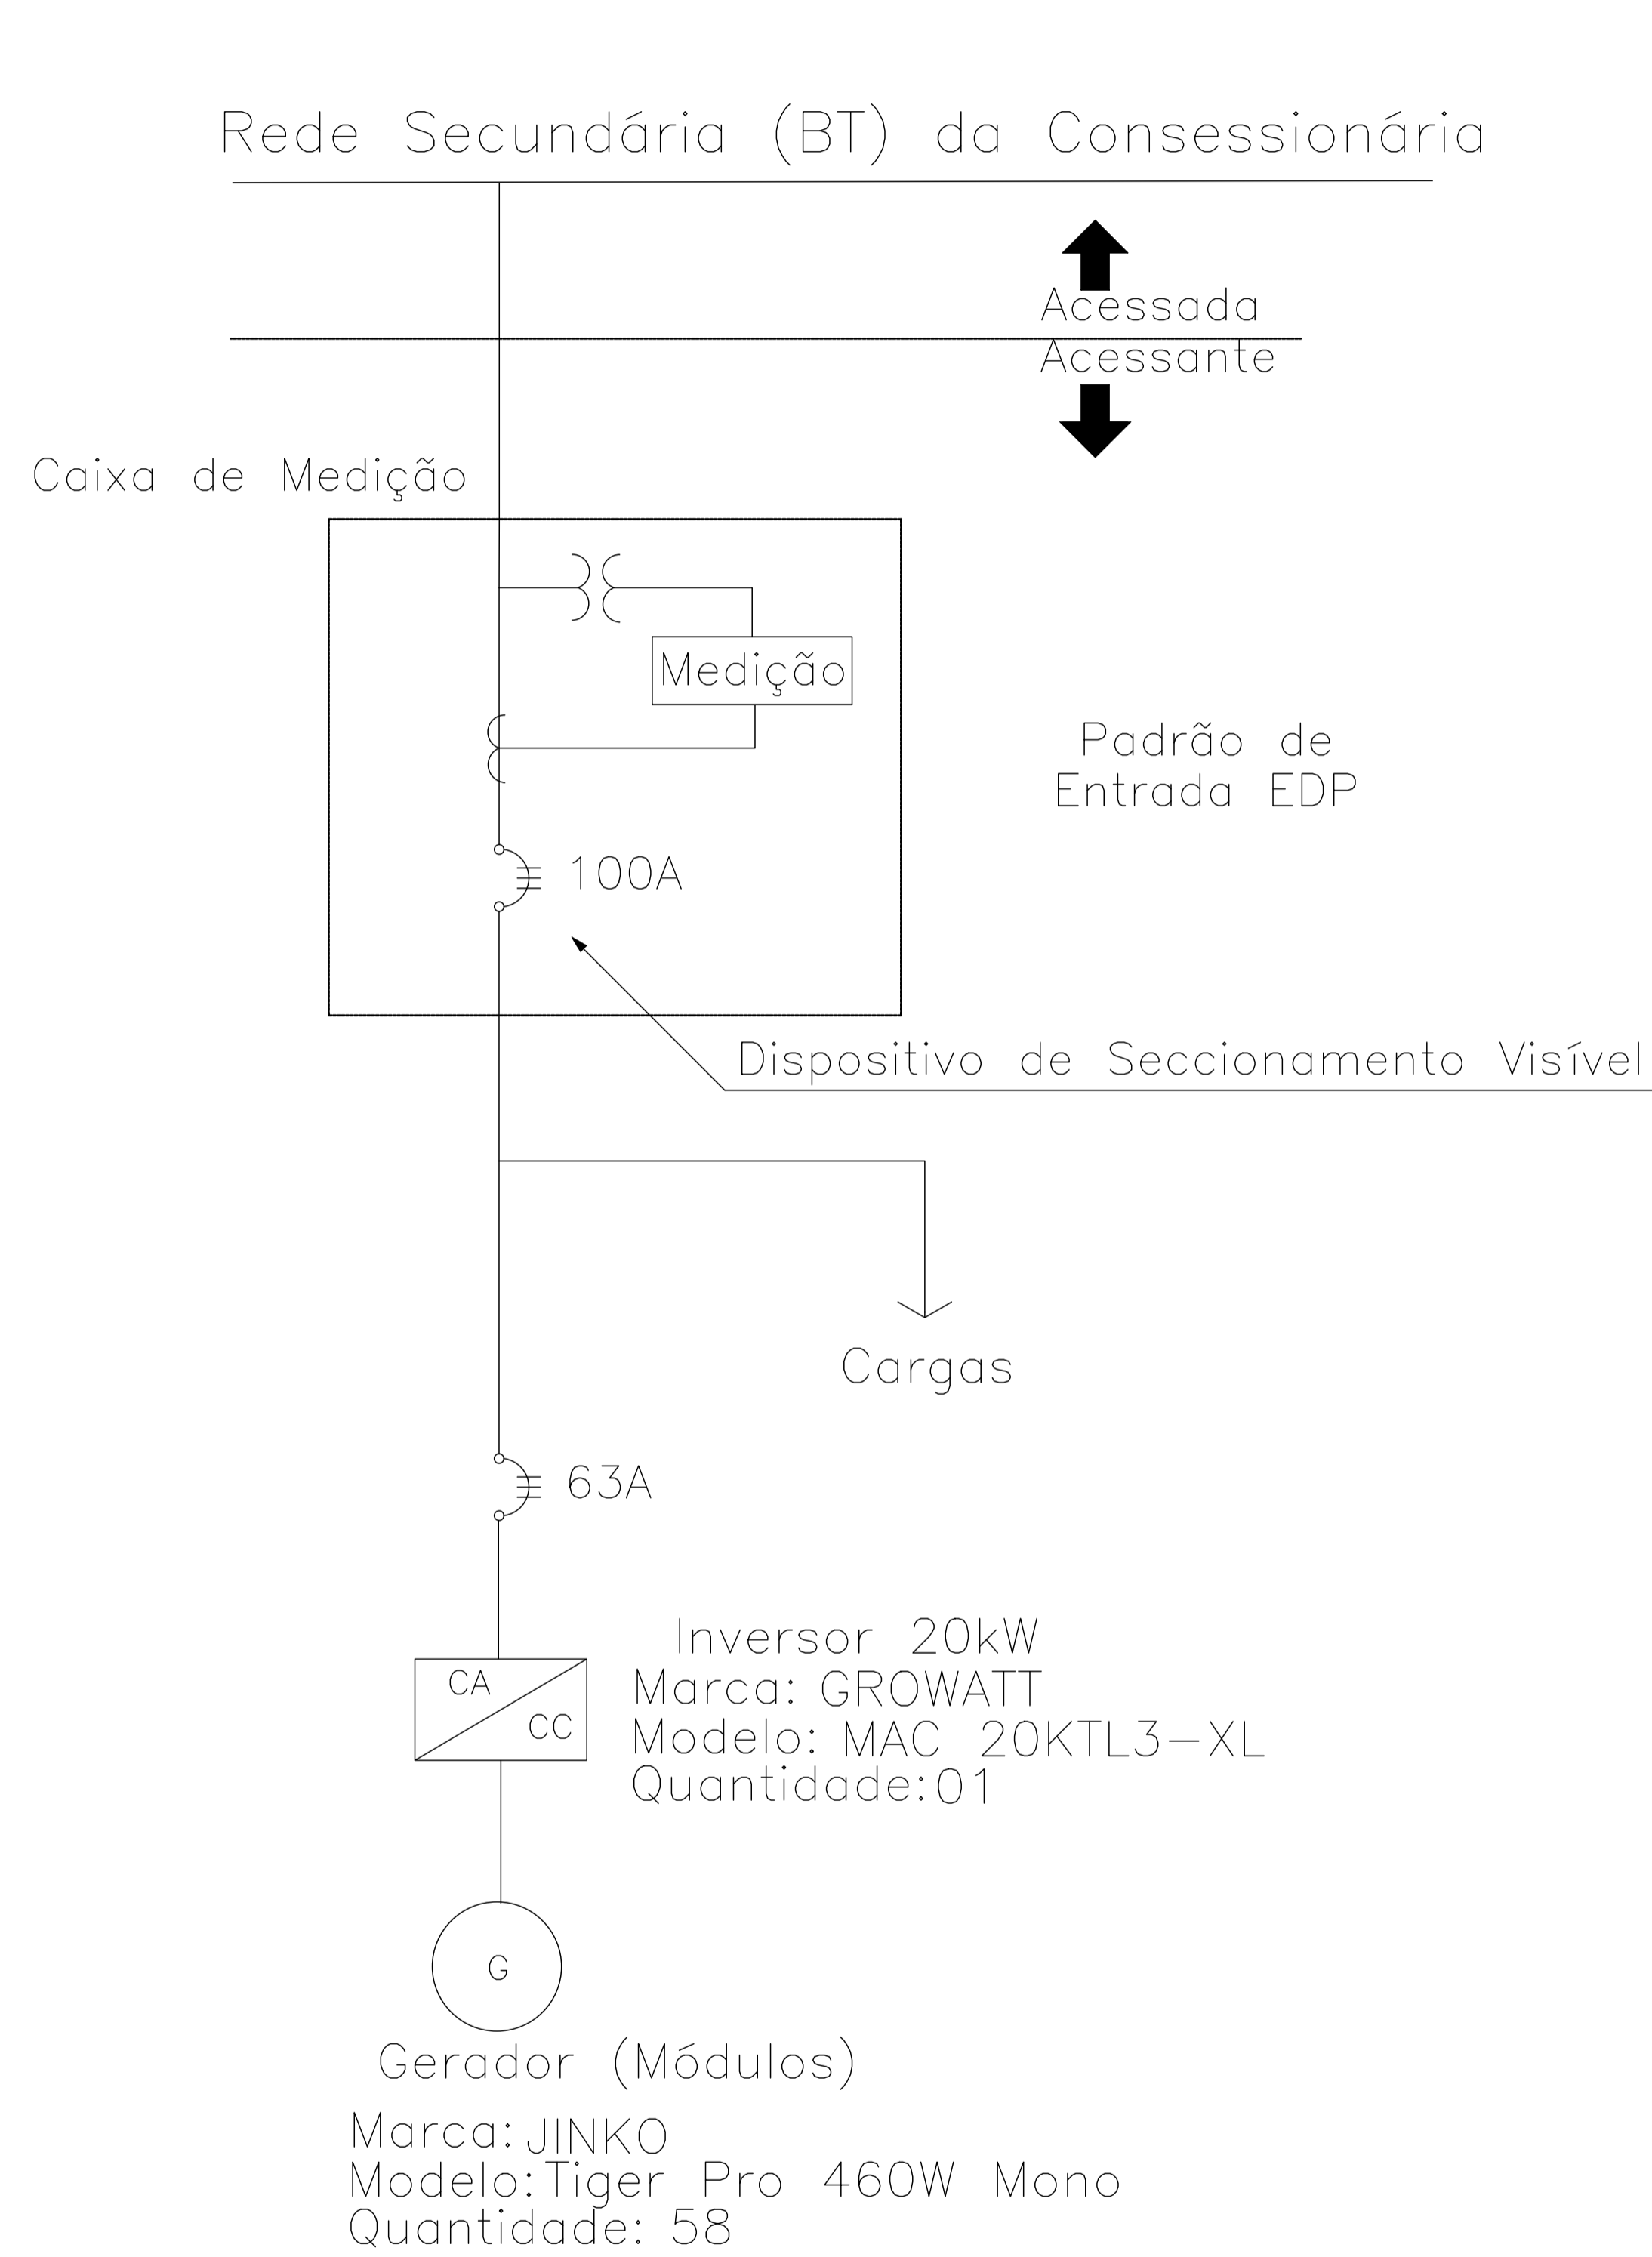 Rede Secundária (BT) da Consessionária
Acessada
Acessante
Caixa de Medição
Medição
Padrão de
Entrada EDP
100A
Dispositivo de Seccionamento Visível
Cargas
63A
Inversor 20kW
CA
CC
Marca: GROWATT
Modelo: MAC 20KTL3-XL
Quantidade:01
G
Gerador (Módulos)
Marca: JINKO
Modelo:Tiger Pro 460W Mono
Quantidade: 58